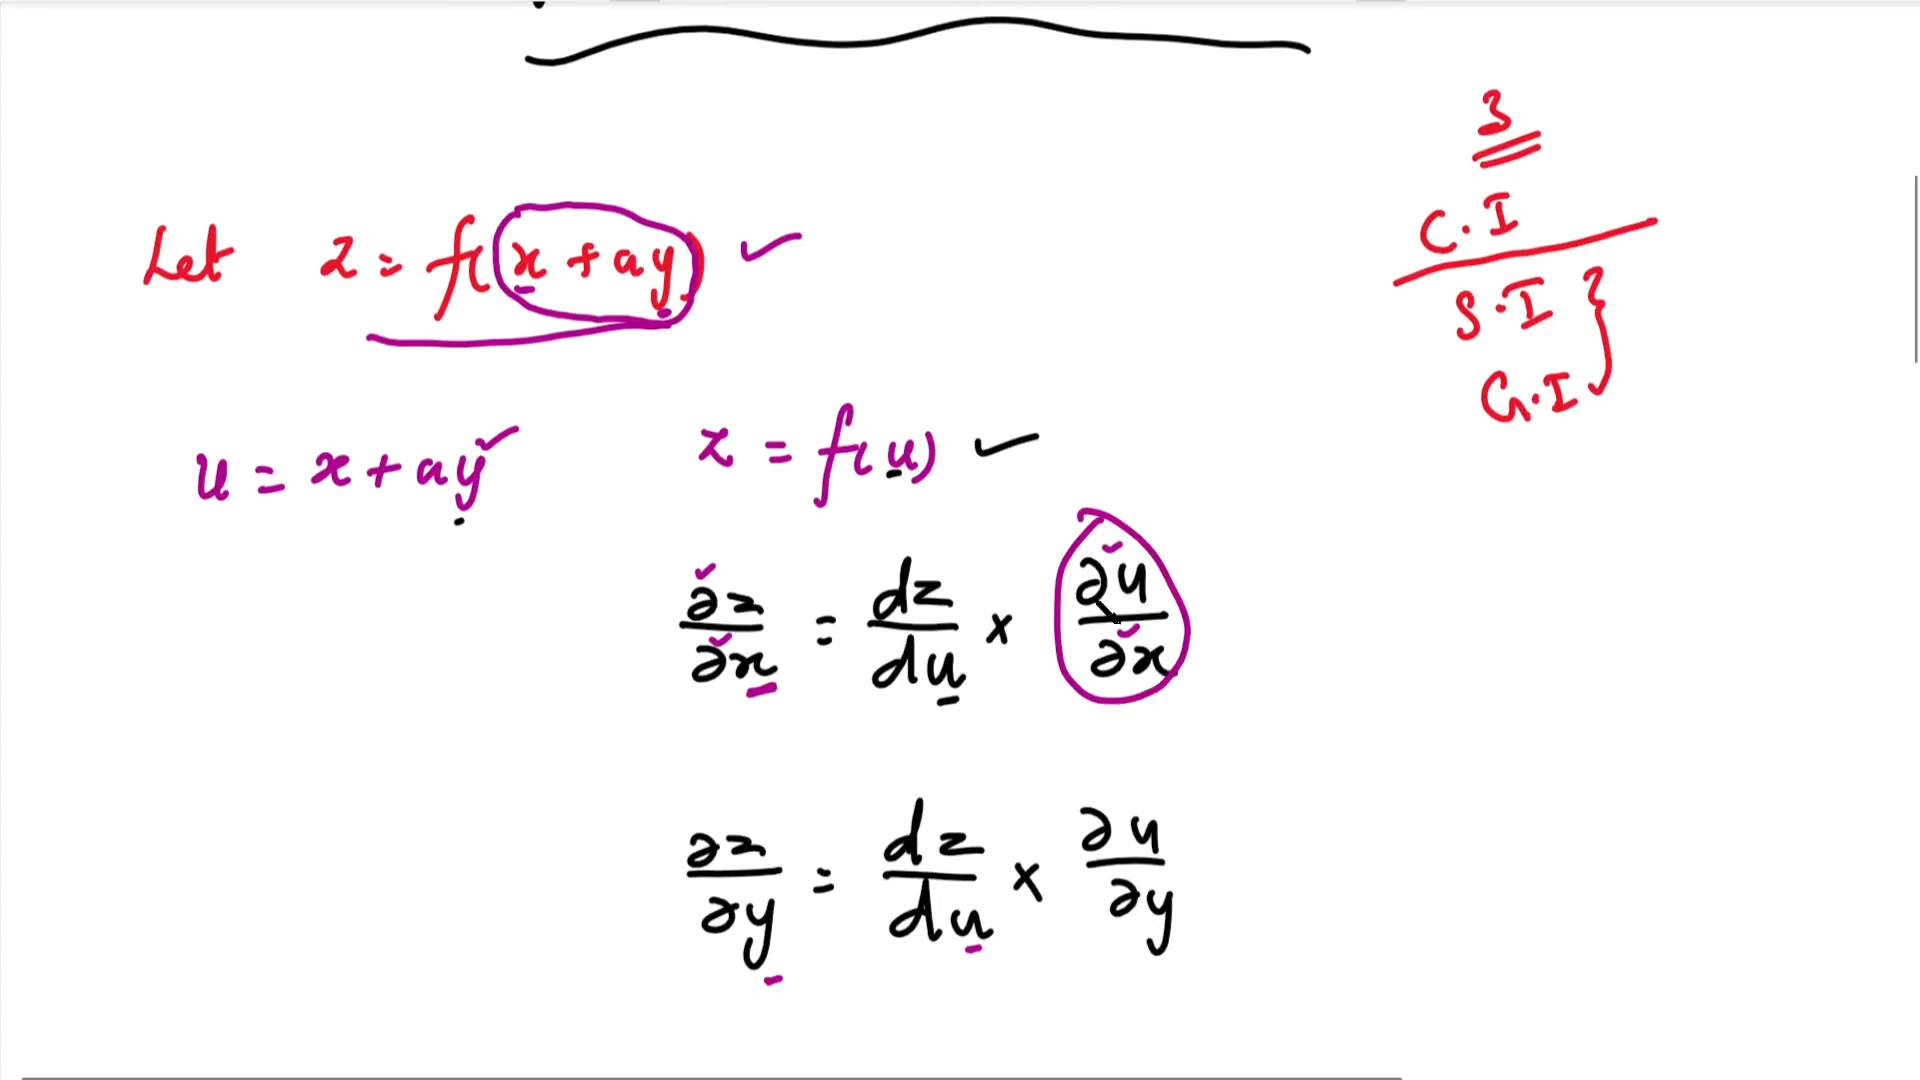 3
C.I
Let z = f(x + ay)
S.I
G.I
u = x + ay z = f(u)
∂z/∂x = dz/du × ∂u/∂x
∂z/∂y = dz/du × ∂u/∂y